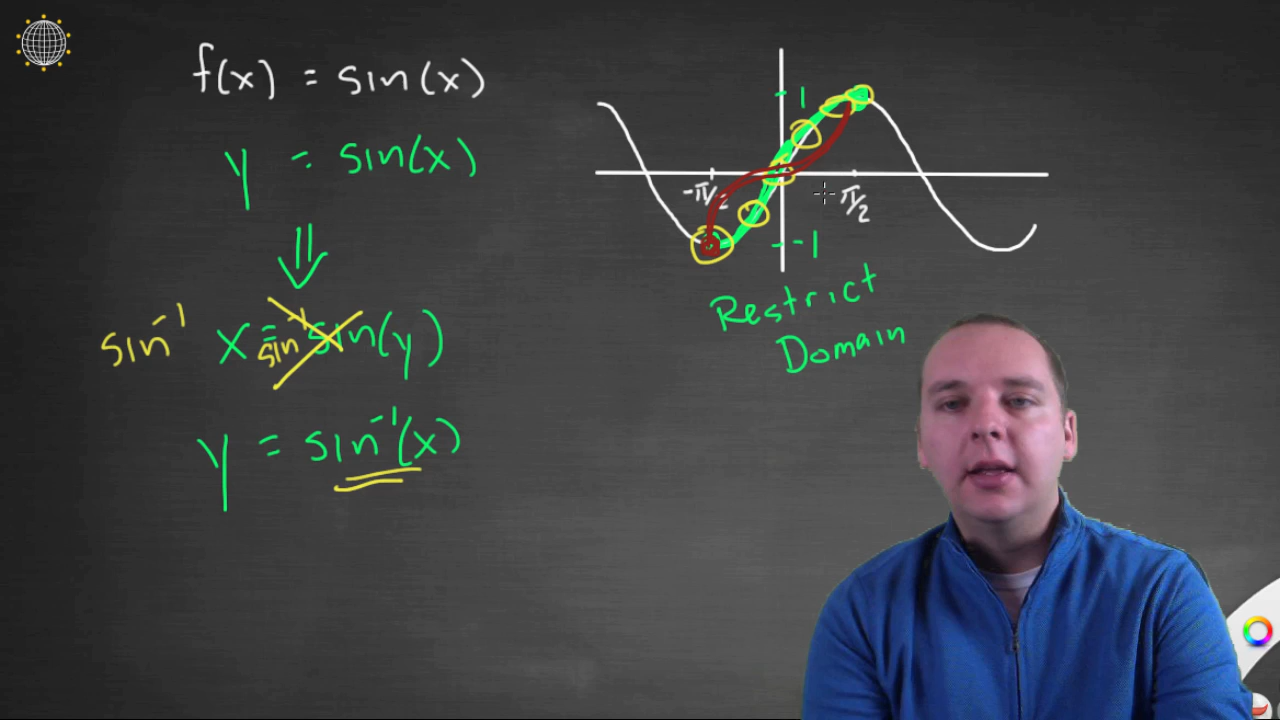 f(x) = sin(x)
y = sin(x)
sin⁻¹ x = sin⁻¹ sin(y)
y = sin⁻¹(x)
1
-π/2
π/2
-1
Restrict
Domain